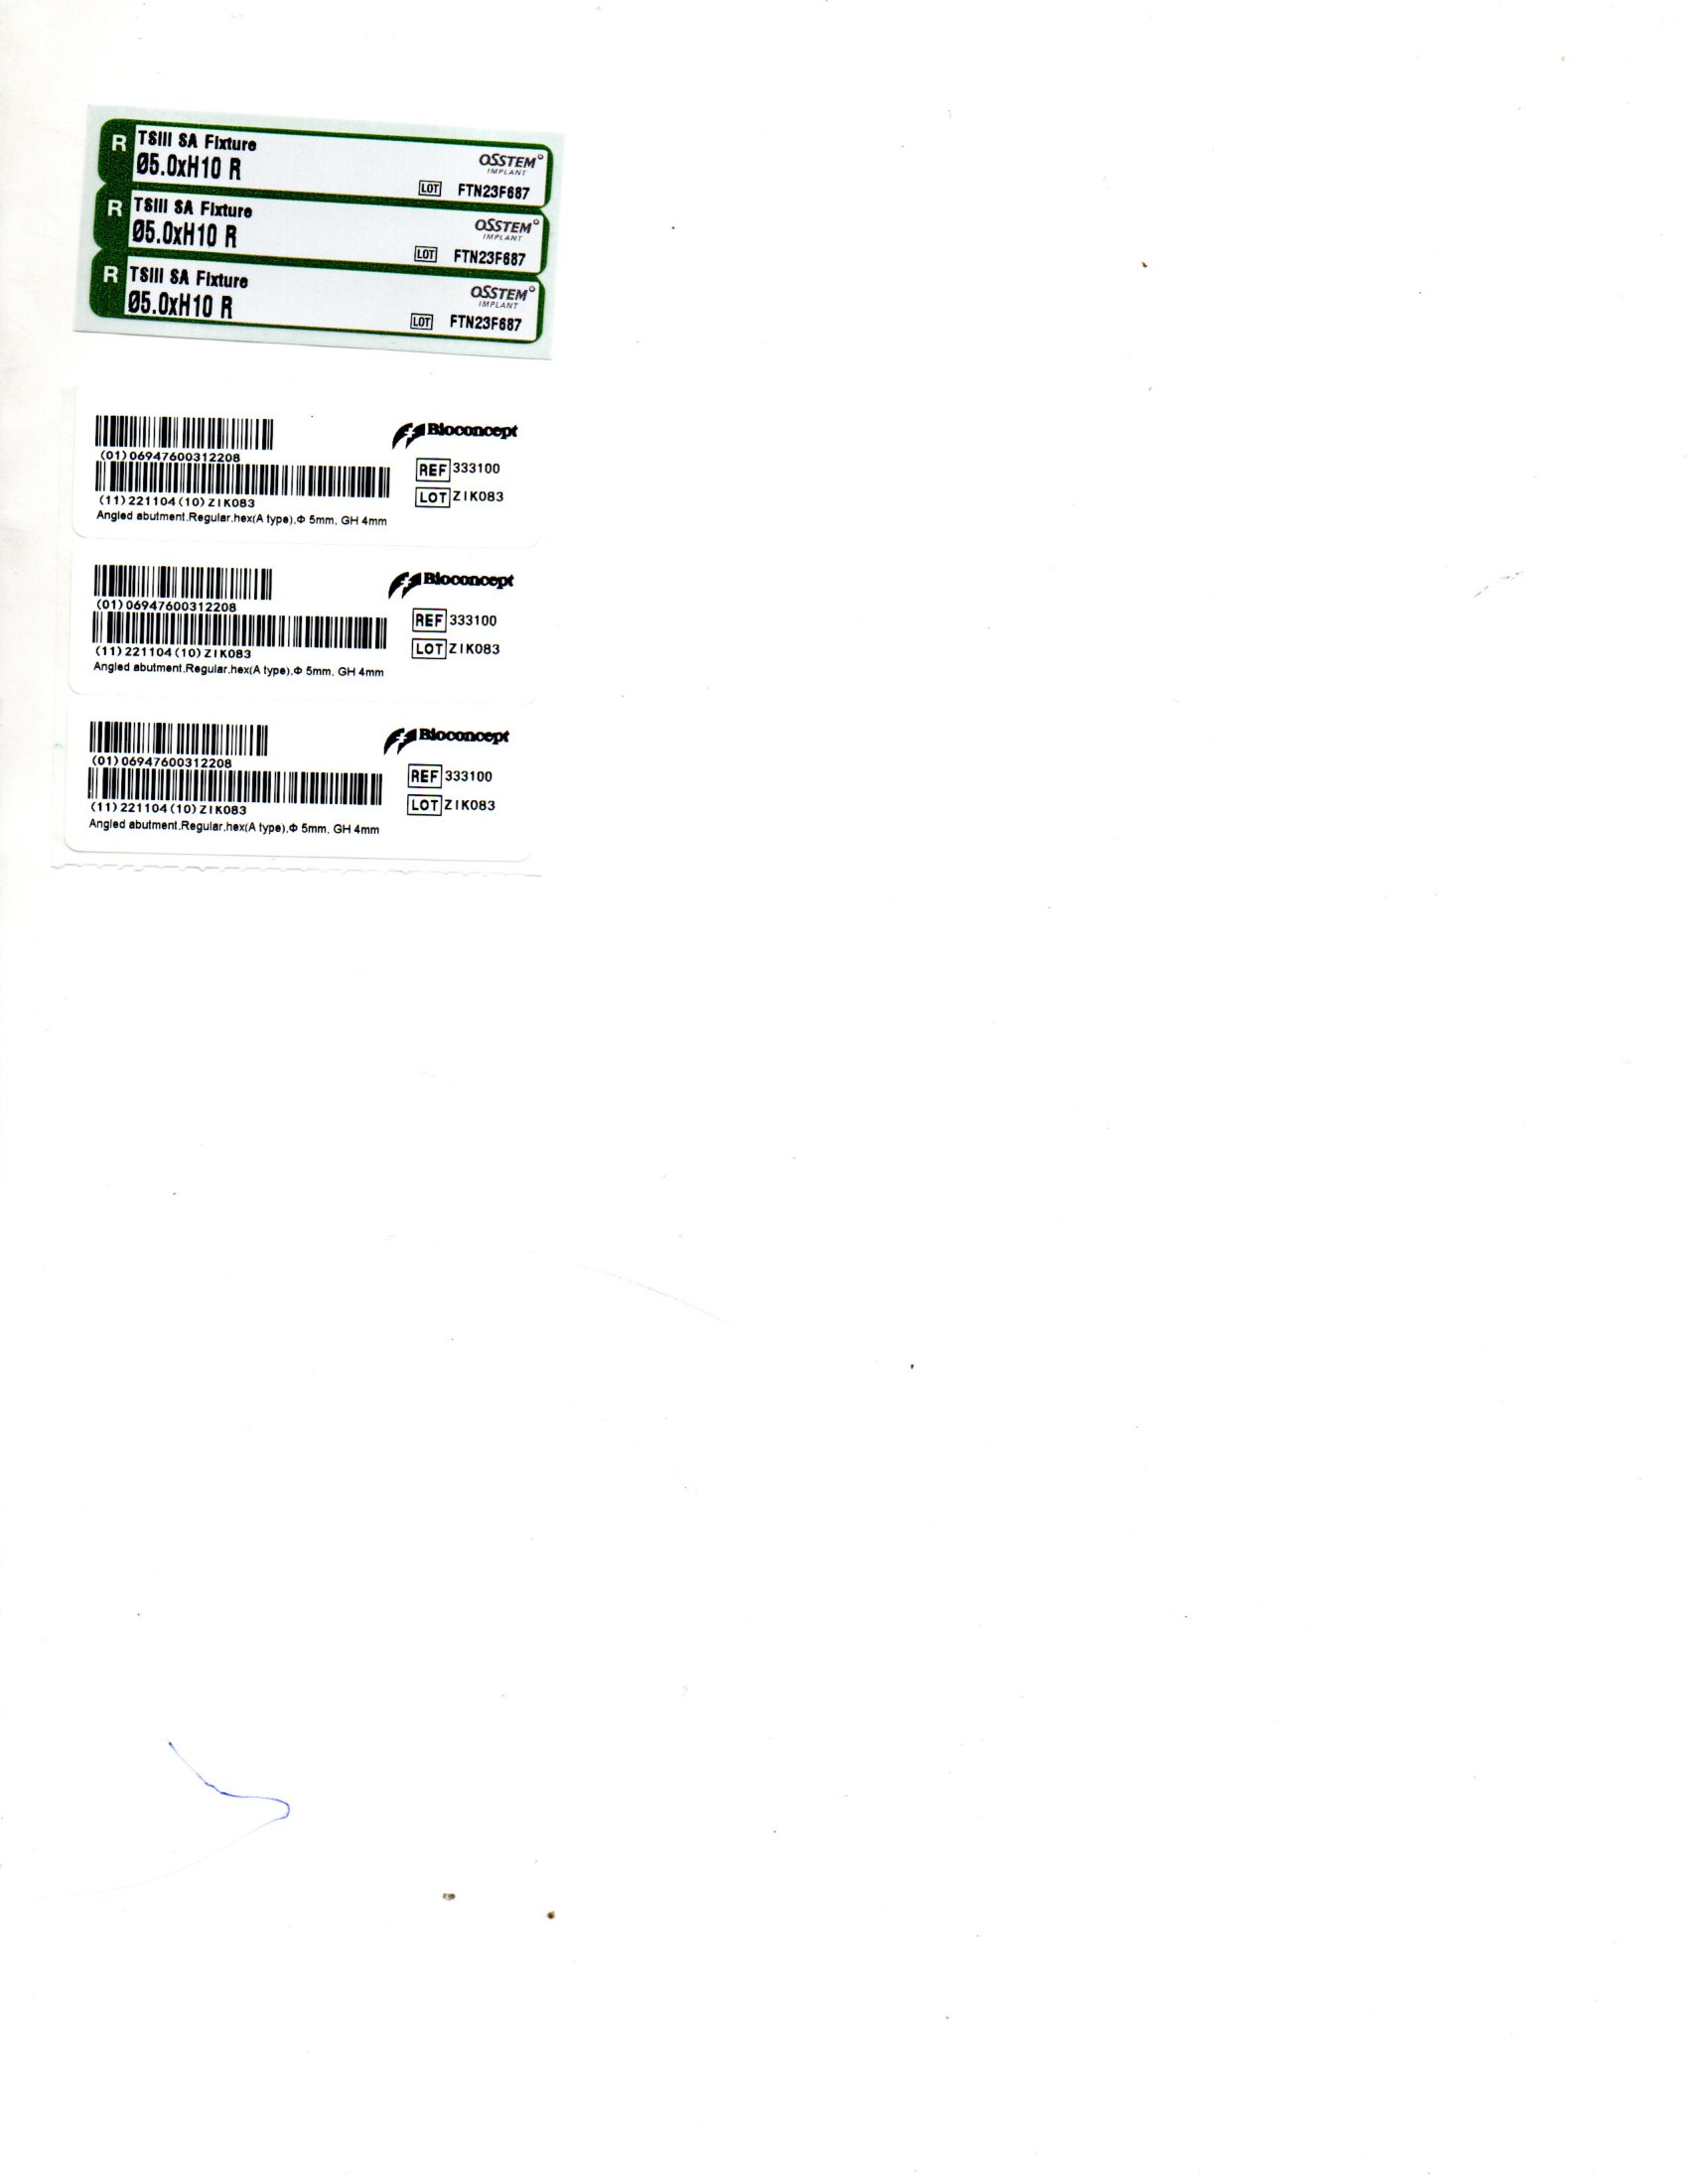 R
TSIII SA Fixture
Ø5.0xH10 R
OSSTEM
IMPLANT
LOT FTN23F687
R
TSIII SA Fixture
Ø5.0xH10 R
OSSTEM
IMPLANT
LOT FTN23F687
R
TSIII SA Fixture
Ø5.0xH10 R
OSSTEM
IMPLANT
LOT FTN23F687
Bioconcept
(01)06947600312208
REF 333100
(11)221104(10)ZIK083
LOT ZIK083
Angled abutment,Regular,hex(A type),Φ 5mm, GH 4mm
Bioconcept
(01)06947600312208
REF 333100
(11)221104(10)ZIK083
LOT ZIK083
Angled abutment,Regular,hex(A type),Φ 5mm, GH 4mm
Bioconcept
(01)06947600312208
REF 333100
(11)221104(10)ZIK083
LOT ZIK083
Angled abutment,Regular,hex(A type),Φ 5mm, GH 4mm